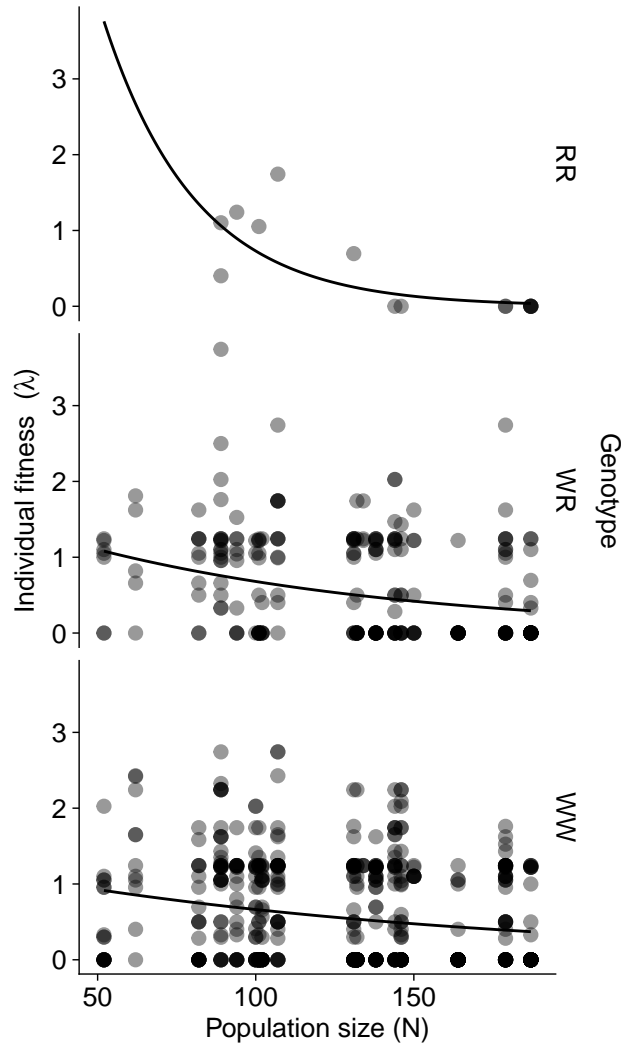 3
2
1
0
RR
3
2
1
0
WR
3
2
1
0
WW
50
100
150
Population size (N)
Individual fitness (λ)
Genotype